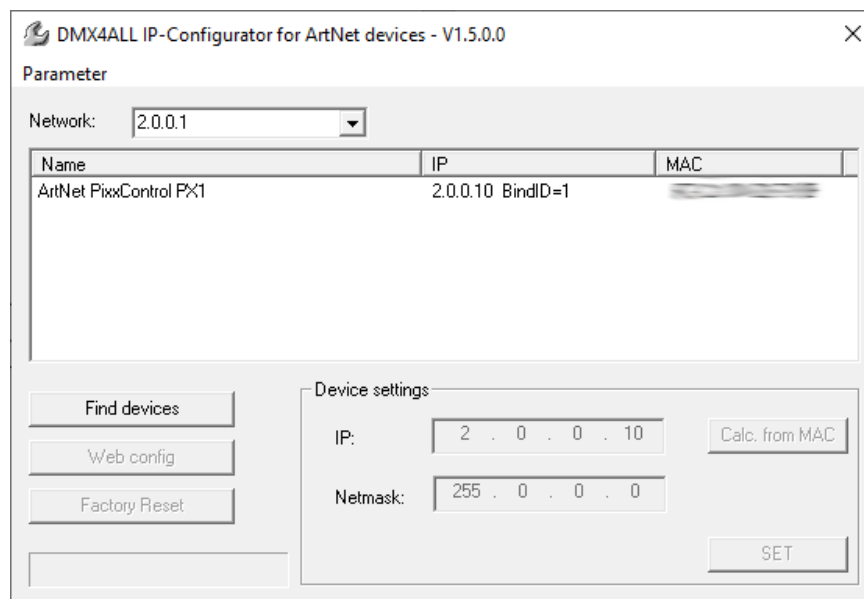 DMX4ALL IP-Configurator for ArtNet devices - V1.5.0.0
Parameter
Network: 2.0.0.1
Name IP MAC
ArtNet PixxControl PX1 2.0.0.10 BindID=1
Find devices
Web config
Factory Reset
Device settings
IP: 2 . 0 . 0 . 10 Calc. from MAC
Netmask: 255 . 0 . 0 . 0
SET